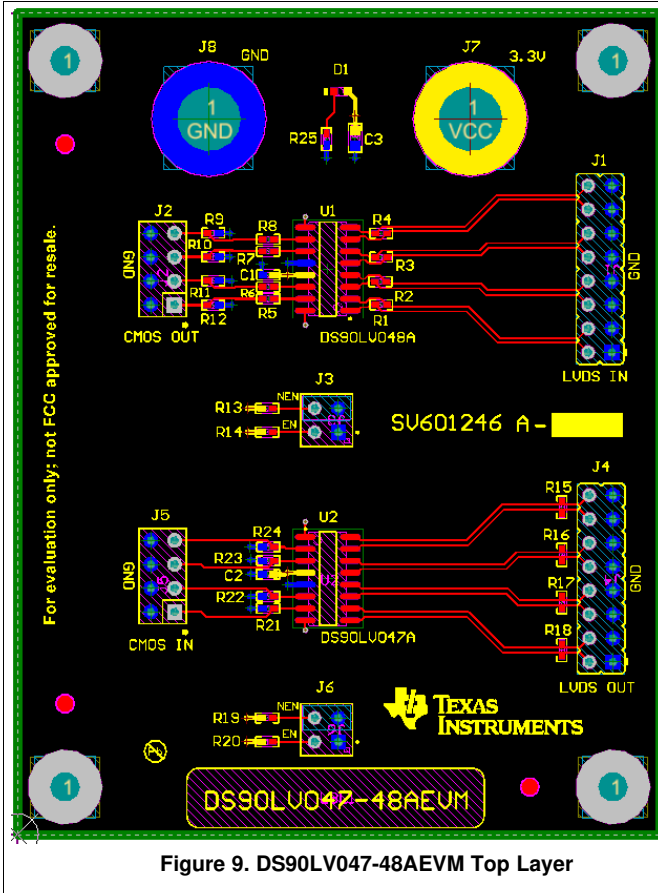 1
J8
GND
J7
3.3V
1
D1
1
GND
R25
C3
1
VCC
J1
J2
R9
R8
U1
R4
GND
R10
R7
R3
GND
C1
R11
R6
R2
R12
R5
R1
CMOS OUT
DS90LV048A
LVDS IN
For evaluation only; not FCC approved for resale.
J3
R13
NEN
R14
EN
SV601246 A-
J4
J5
R24
U2
R15
R23
R16
GND
C2
R17
GND
R22
R21
R18
CMOS IN
DS90LV047A
LVDS OUT
J6
R19
NEN
R20
EN
TEXAS
INSTRUMENTS
1
DS90LV047-48AEVM
1
Figure 9. DS90LV047-48AEVM Top Layer